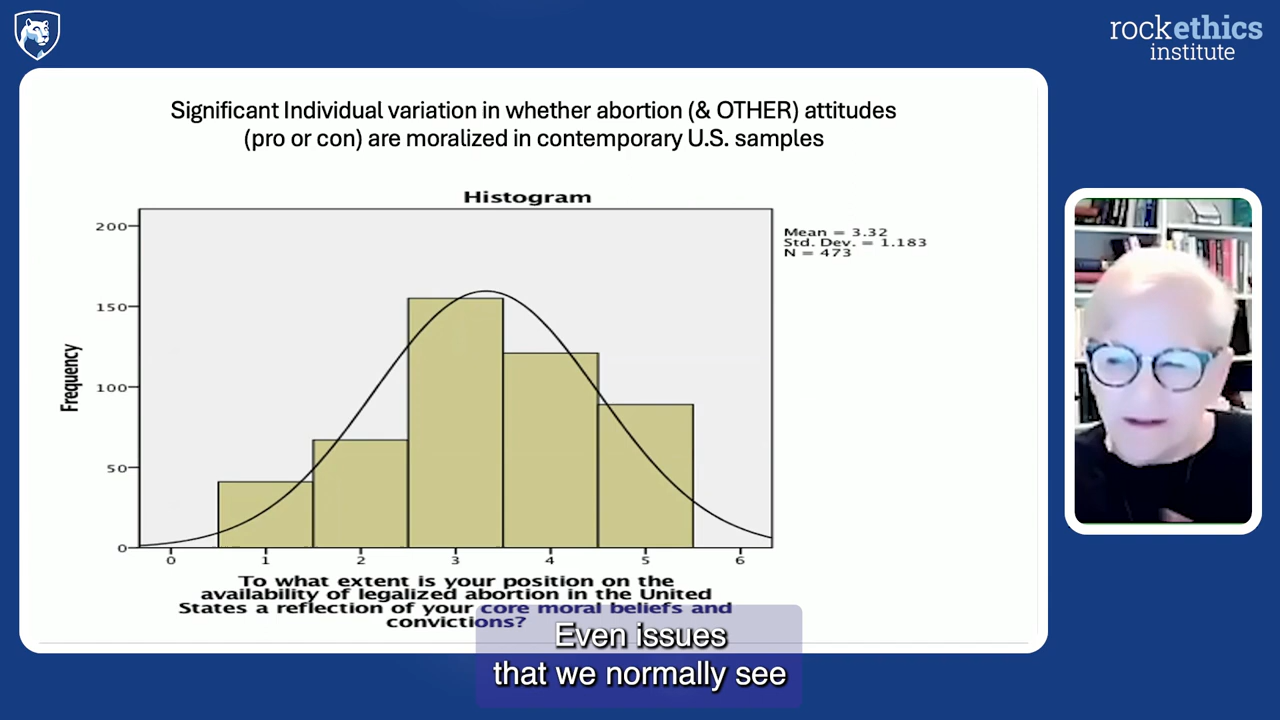 rockethics
institute
Significant Individual variation in whether abortion (& OTHER) attitudes
(pro or con) are moralized in contemporary U.S. samples
Histogram
Mean = 3.32
Std. Dev. = 1.183
N = 473
Frequency
200
150
100
50
0
0 1 2 3 4 5 6
To what extent is your position on the
availability of legalized abortion in the United
States a reflection of your core moral beliefs and
convictions?
Even issues
that we normally see